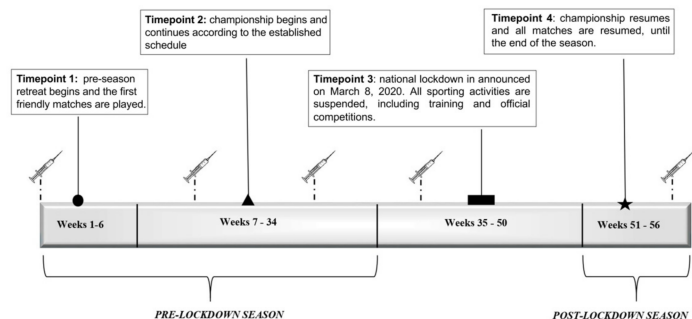 Timepoint 2: championship begins and
continues according to the established
schedule
Timepoint 4: championship resumes
and all matches are resumed, until
the end of the season.
Timepoint 1: pre-season
retreat begins and the first
friendly matches are played.
Timepoint 3: national lockdown in announced
on March 8, 2020. All sporting activities are
suspended, including training and official
competitions.
Weeks 1-6
Weeks 7 - 34
Weeks 35 - 50
Weeks 51 - 56
PRE-LOCKDOWN SEASON
POST-LOCKDOWN SEASON